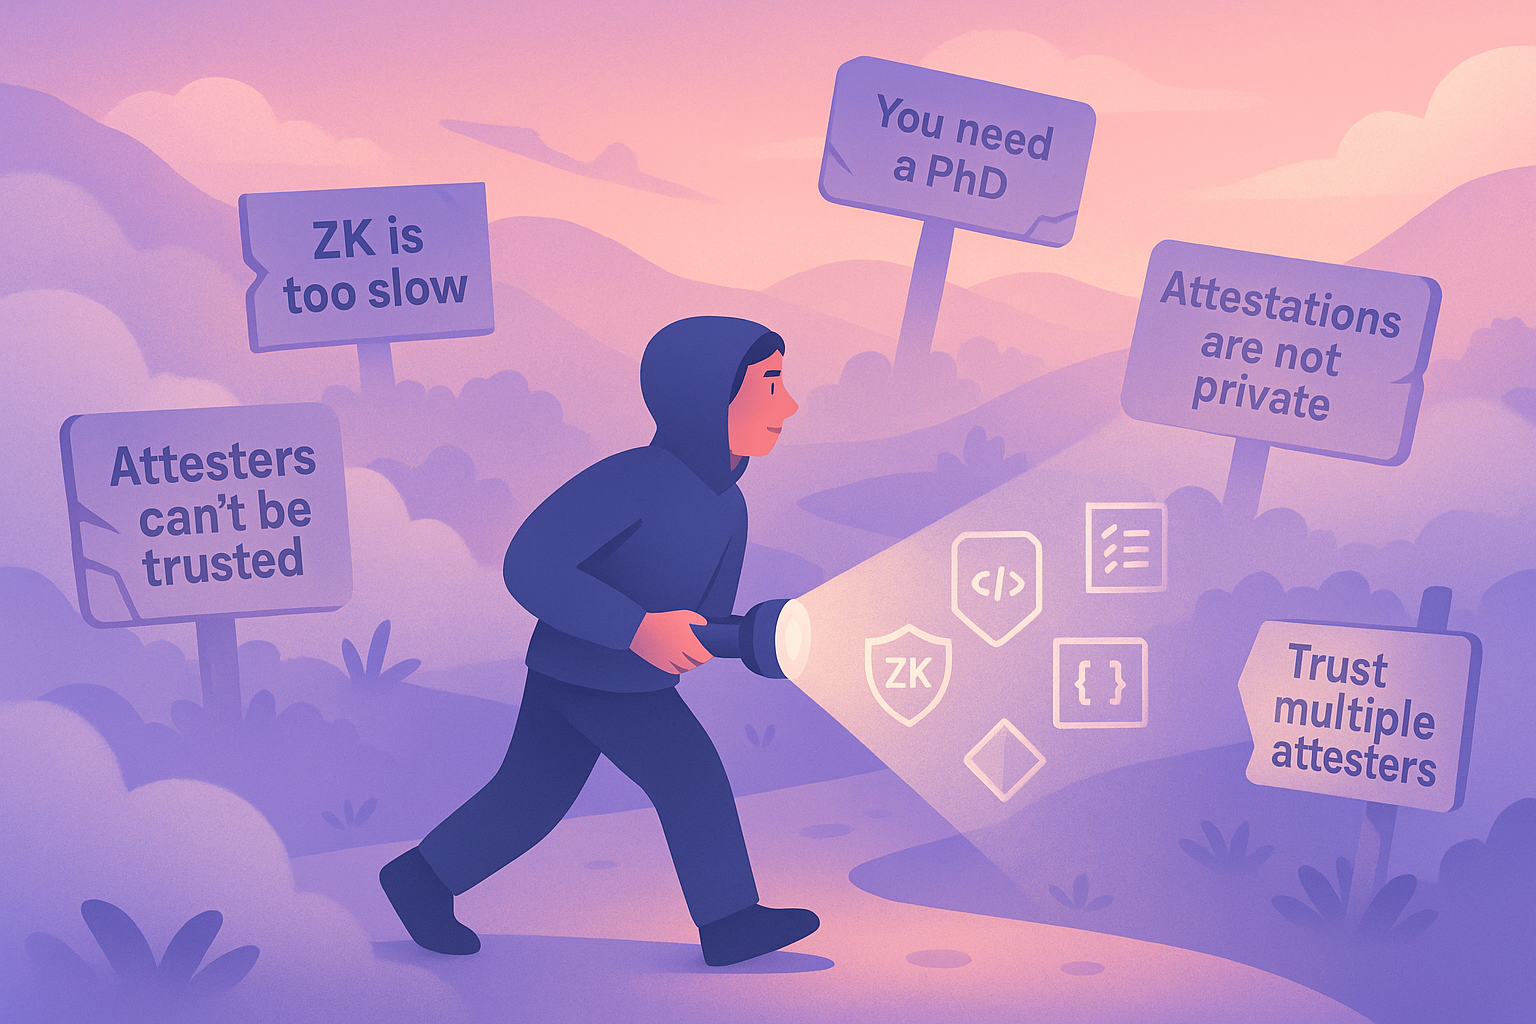 You need
a PhD
ZK is
too slow
Attestations
are not
private
Attesters
can't be
trusted
</>
ZK
{ }
Trust
multiple
attesters